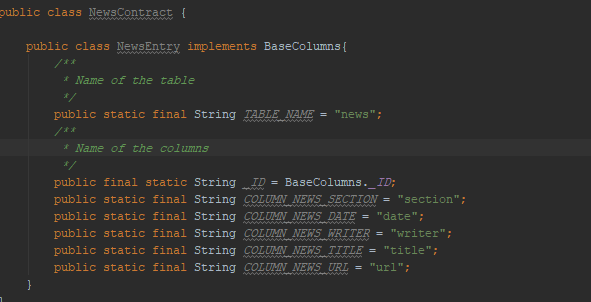 public class NewsContract {
public class NewsEntry implements BaseColumns{
/**
* Name of the table
*/
public static final String TABLE_NAME = "news";
/**
* Name of the columns
*/
public final static String _ID = BaseColumns._ID;
public static final String COLUMN_NEWS_SECTION = "section";
public static final String COLUMN_NEWS_DATE = "date";
public static final String COLUMN_NEWS_WRITER = "writer";
public static final String COLUMN_NEWS_TITLE = "title";
public static final String COLUMN_NEWS_URL = "url";
}
}